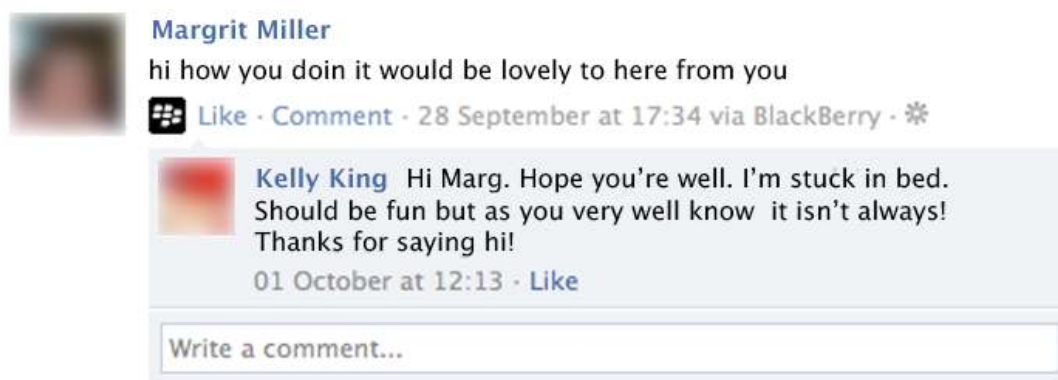 Margrit Miller
hi how you doin it would be lovely to here from you
Like · Comment · 28 September at 17:34 via BlackBerry ·
Kelly King Hi Marg. Hope you're well. I'm stuck in bed.
Should be fun but as you very well know it isn't always!
Thanks for saying hi!
01 October at 12:13 · Like
Write a comment...